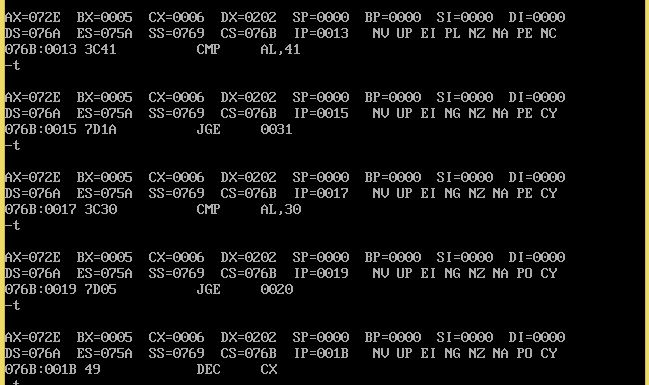 AX=072E  BX=0005  CX=0006  DX=0202  SP=0000  BP=0000  SI=0000  DI=0000
DS=076A  ES=075A  SS=0769  CS=076B  IP=0013   NV UP EI PL NZ NA PE NC
076B:0013 3C41          CMP     AL,41
-t
AX=072E  BX=0005  CX=0006  DX=0202  SP=0000  BP=0000  SI=0000  DI=0000
DS=076A  ES=075A  SS=0769  CS=076B  IP=0015   NV UP EI NG NZ NA PE CY
076B:0015 7D1A          JGE     0031
-t
AX=072E  BX=0005  CX=0006  DX=0202  SP=0000  BP=0000  SI=0000  DI=0000
DS=076A  ES=075A  SS=0769  CS=076B  IP=0017   NV UP EI NG NZ NA PE CY
076B:0017 3C30          CMP     AL,30
-t
AX=072E  BX=0005  CX=0006  DX=0202  SP=0000  BP=0000  SI=0000  DI=0000
DS=076A  ES=075A  SS=0769  CS=076B  IP=0019   NV UP EI NG NZ NA PO CY
076B:0019 7D05          JGE     0020
-t
AX=072E  BX=0005  CX=0006  DX=0202  SP=0000  BP=0000  SI=0000  DI=0000
DS=076A  ES=075A  SS=0769  CS=076B  IP=001B   NV UP EI NG NZ NA PO CY
076B:001B 49            DEC     CX
-t